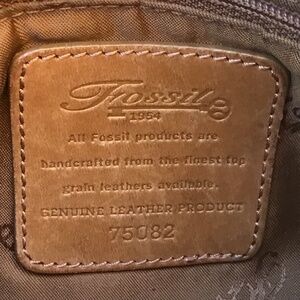 Fossil
1954
All Fossil products are
handcrafted from the finest top
grain leathers available.
GENUINE LEATHER PRODUCT
75082